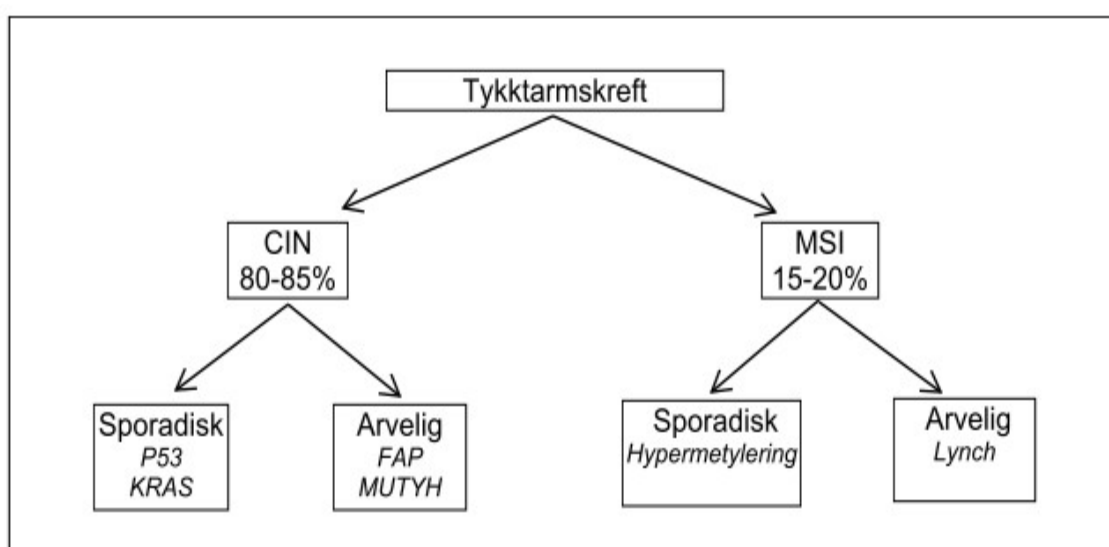 Tykktarmskreft
CIN
80-85%
MSI
15-20%
Sporadisk
P53
KRAS
Arvelig
FAP
MUTYH
Sporadisk
Hypermetylering
Arvelig
Lynch